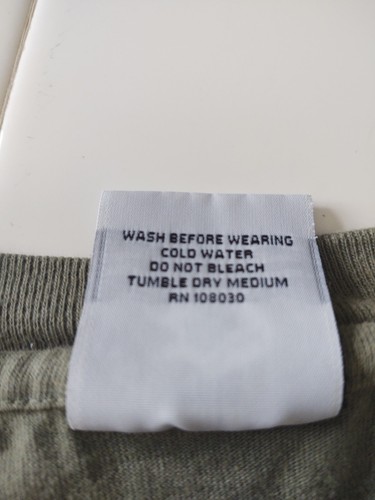 WASH BEFORE WEARING
COLD WATER
DO NOT BLEACH
TUMBLE DRY MEDIUM
RN 108030